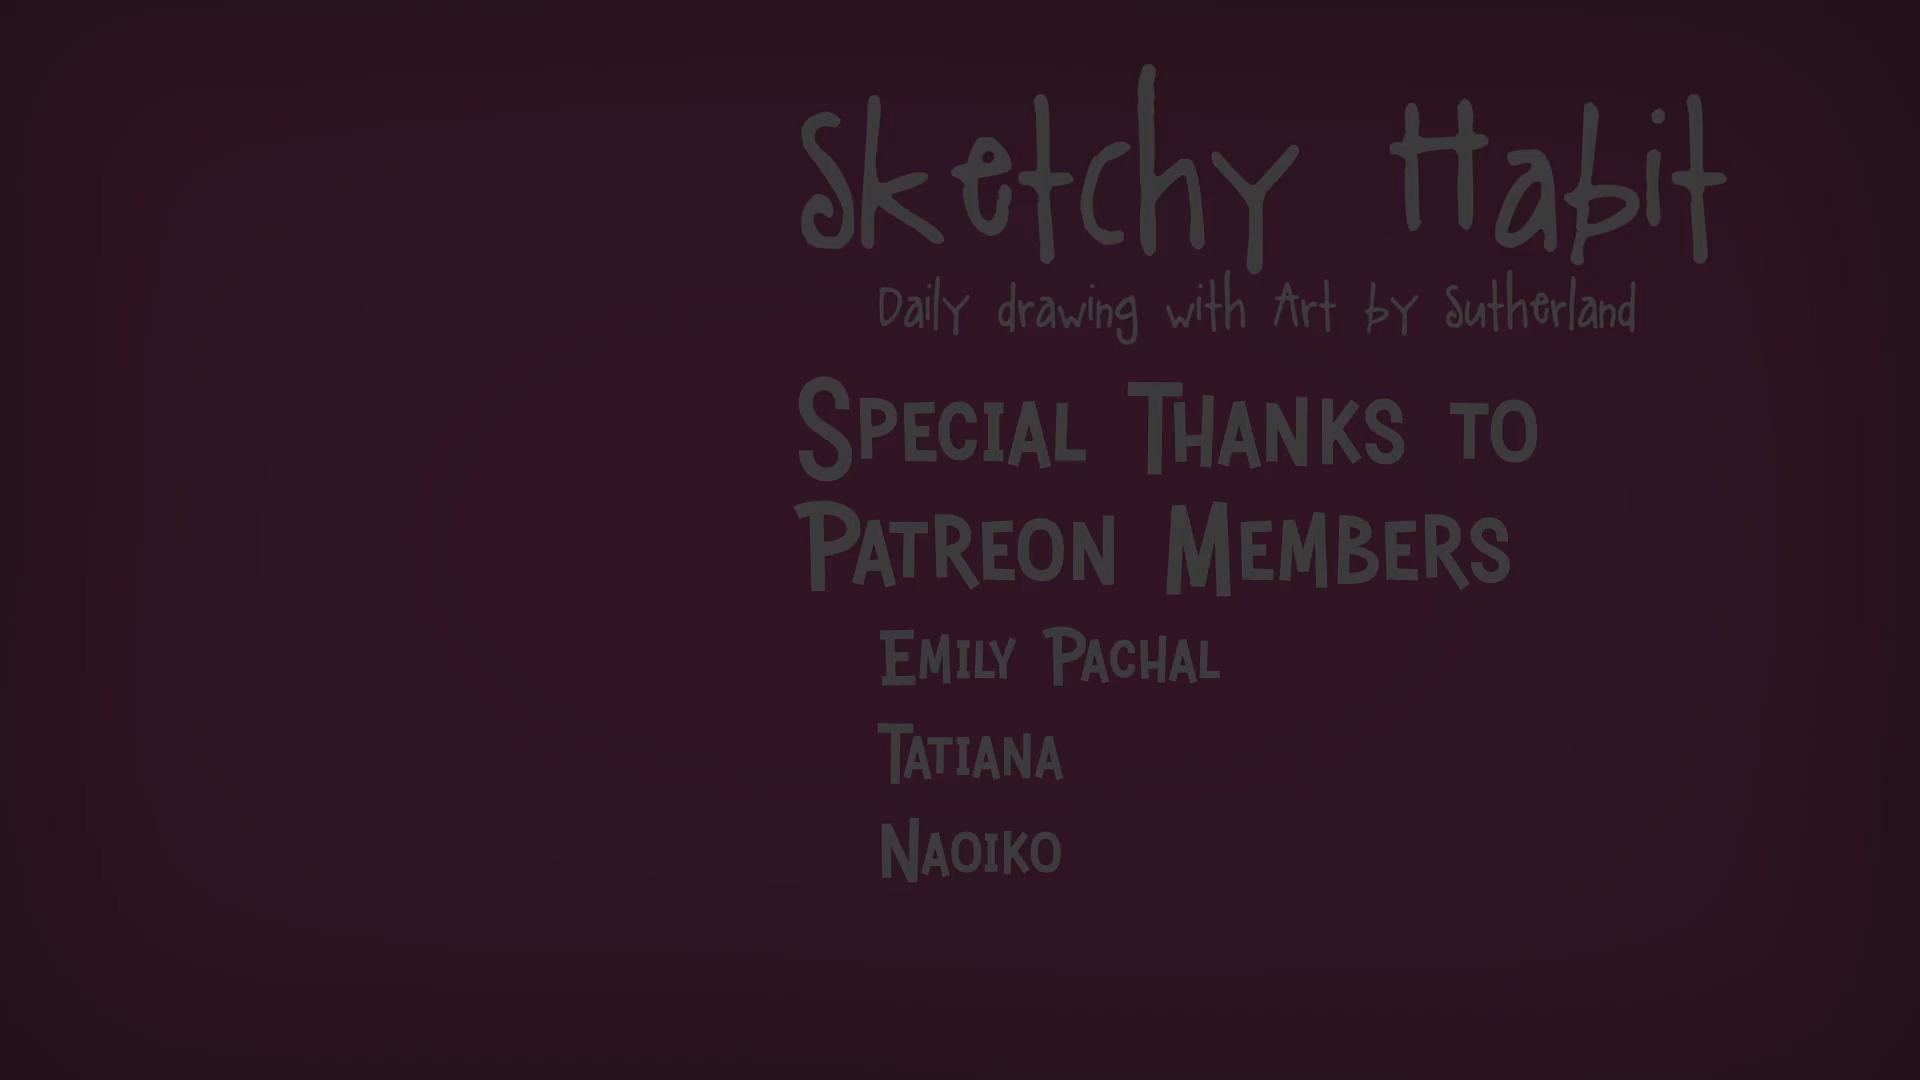 Sketchy Habit
Daily drawing with Art by Sutherland
Special Thanks to
Patreon Members
Emily Pachal
Tatiana
Naoiko